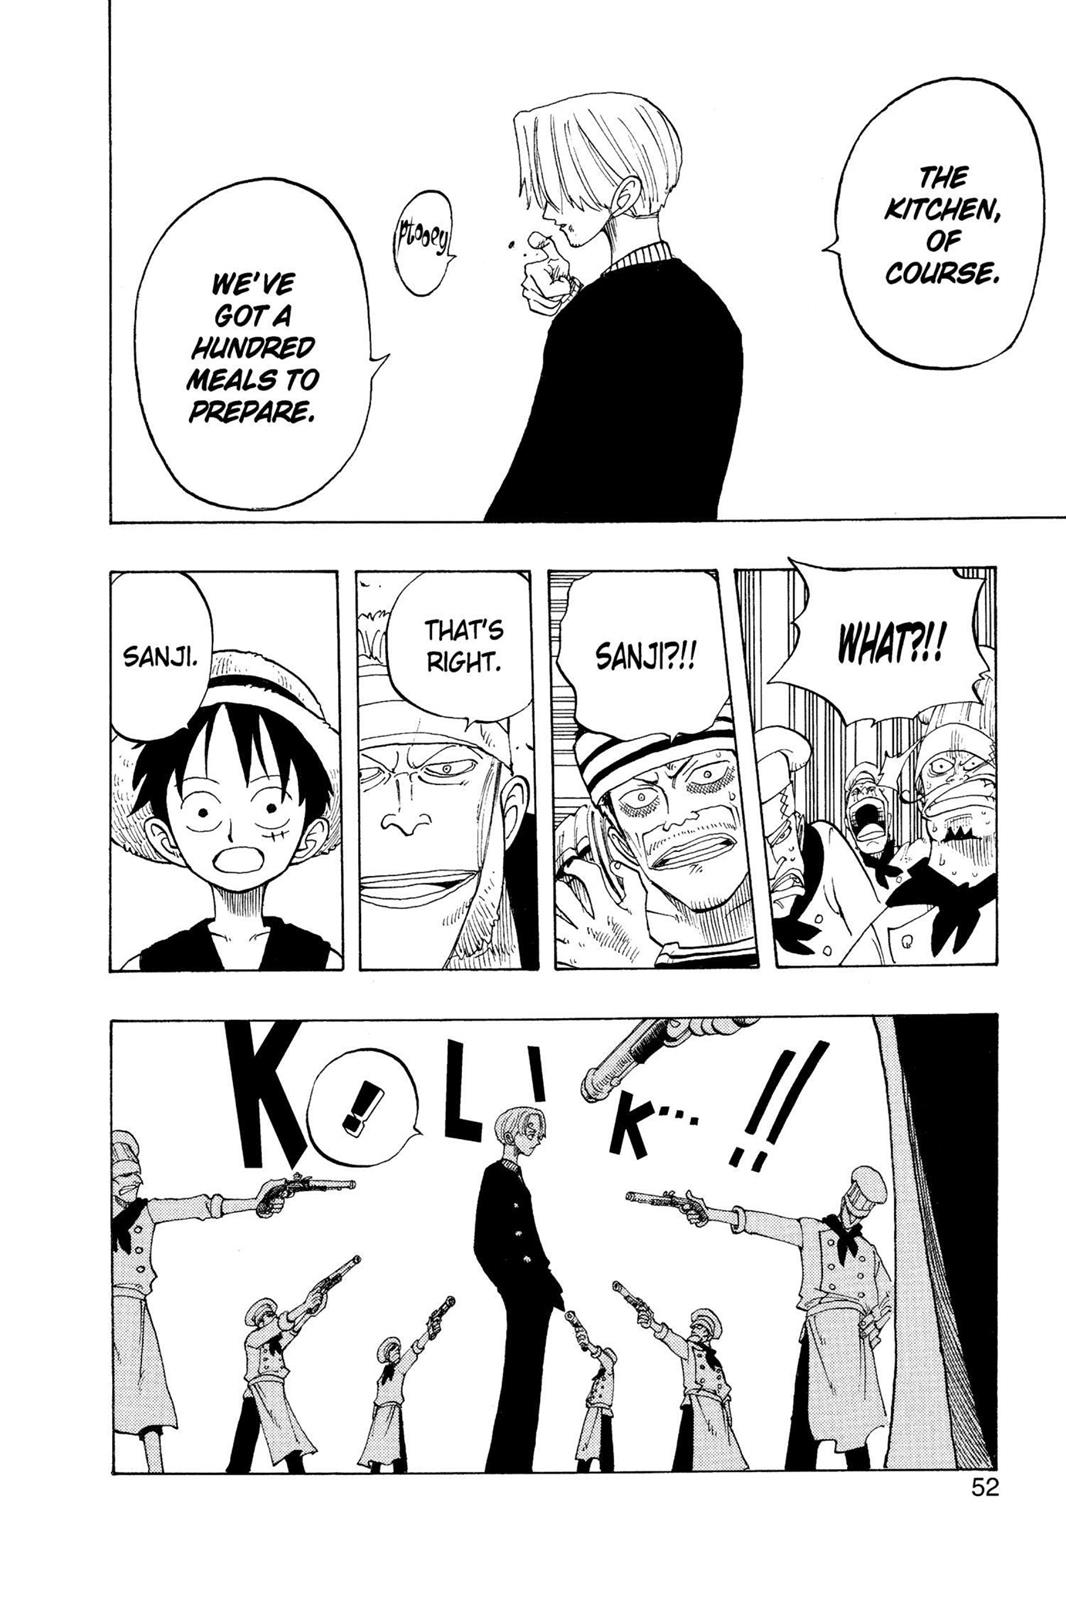 THE
KITCHEN,
OF
COURSE.
ptooey
WE'VE
GOT A
HUNDRED
MEALS TO
PREPARE.
WHAT?!!
SANJI?!!
THAT'S
RIGHT.
SANJI.
!
KLIK...!!
52